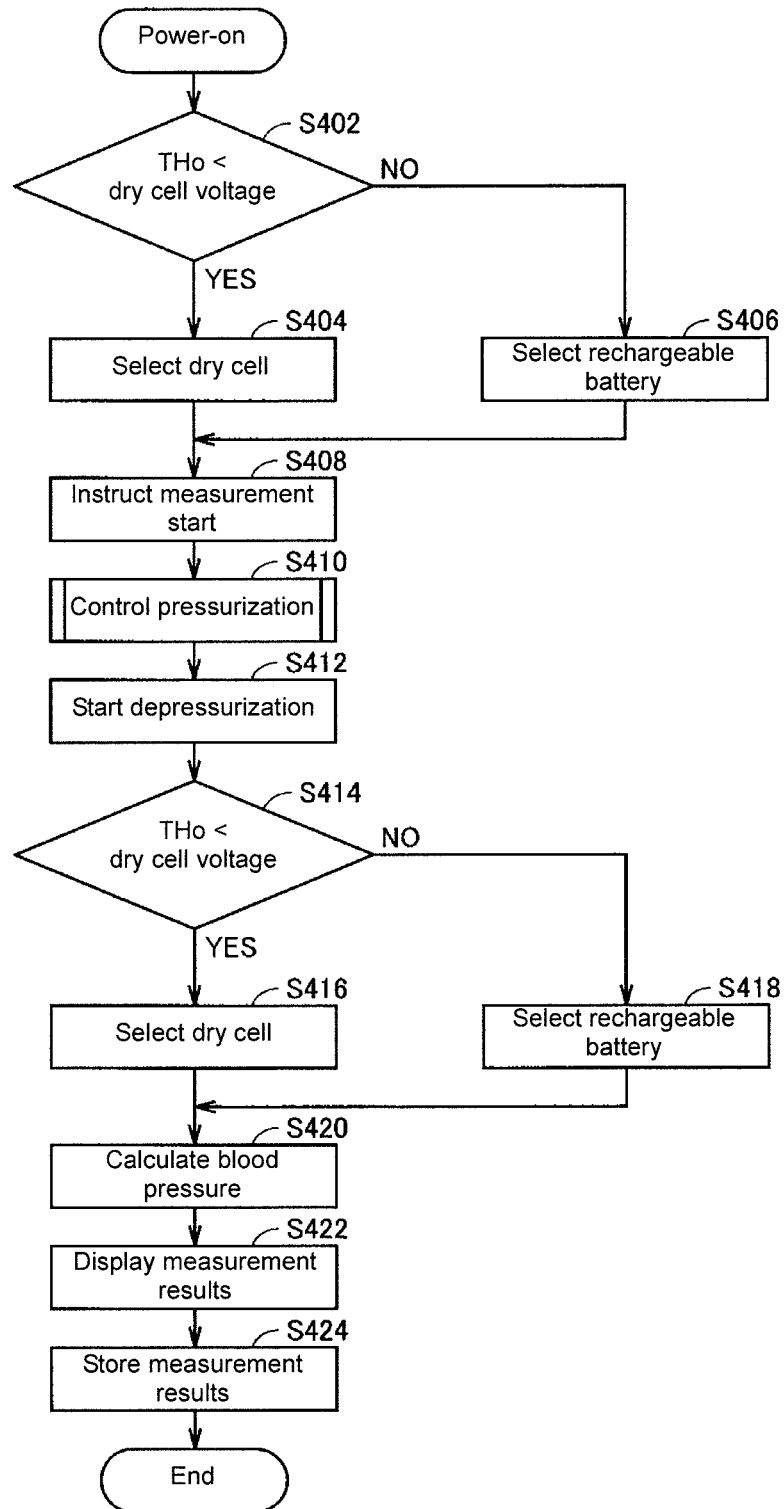 Power-on
S402
THo <
dry cell voltage
NO
YES
S404
Select dry cell
S406
Select rechargeable
battery
S408
Instruct measurement
start
S410
Control pressurization
S412
Start depressurization
S414
THo <
dry cell voltage
NO
YES
S416
Select dry cell
S418
Select rechargeable
battery
S420
Calculate blood
pressure
S422
Display measurement
results
S424
Store measurement
results
End